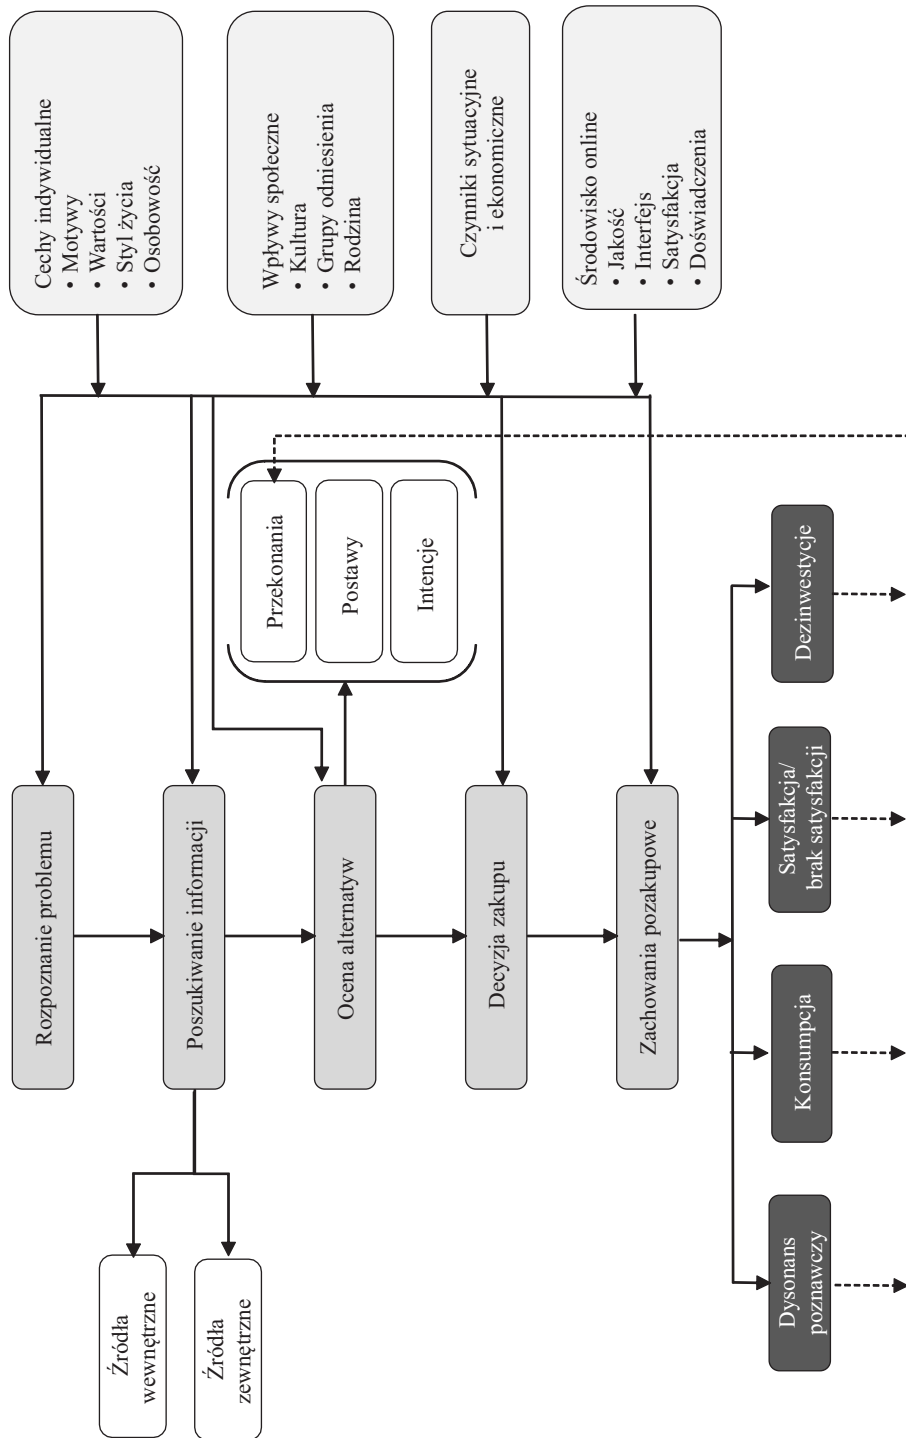 Cechy indywidualne
• Motywy
• Wartości
• Styl życia
• Osobowość
Wpływy społeczne
• Kultura
• Grupy odniesienia
• Rodzina
Czynniki sytuacyjne
i ekonomiczne
Środowisko online
• Jakość
• Interfejs
• Satysfakcja
• Doświadczenia
Przekonania
Postawy
Intencje
Rozpoznanie problemu
Poszukiwanie informacji
Ocena alternatyw
Decyzja zakupu
Zachowania pozakupowe
Źródła
wewnętrzne
Źródła
zewnętrzne
Dysonans
poznawczy
Konsumpcja
Satysfakcja/
brak satysfakcji
Dezinwestycje